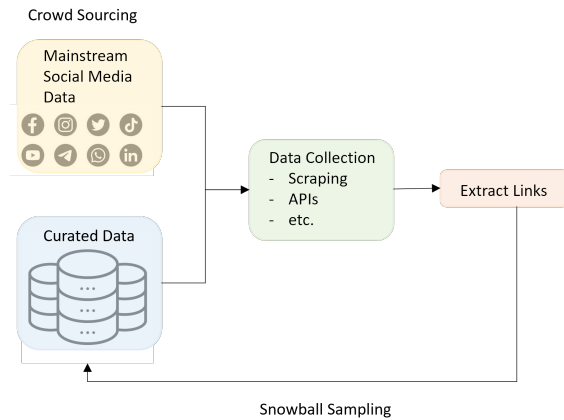 Crowd Sourcing
Mainstream
Social Media
Data
Curated Data
Data Collection
- Scraping
- APIs
- etc.
Extract Links
Snowball Sampling